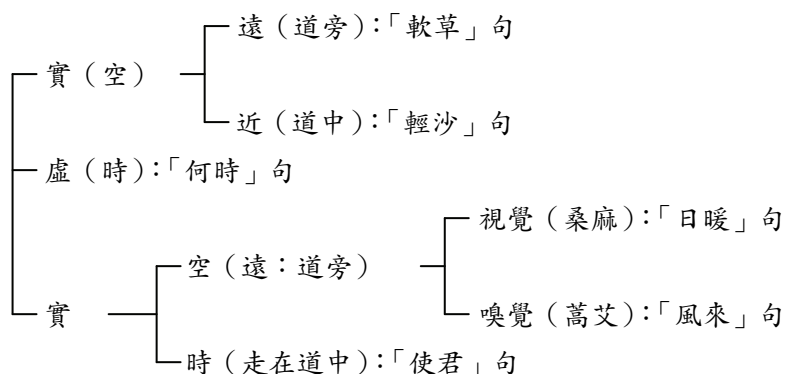 遠（道旁）：「軟草」句
實（空）
近（道中）：「輕沙」句
虛（時）：「何時」句
視覺（桑麻）：「日暖」句
空（遠：道旁）
實
嗅覺（蒿艾）：「風來」句
時（走在道中）：「使君」句